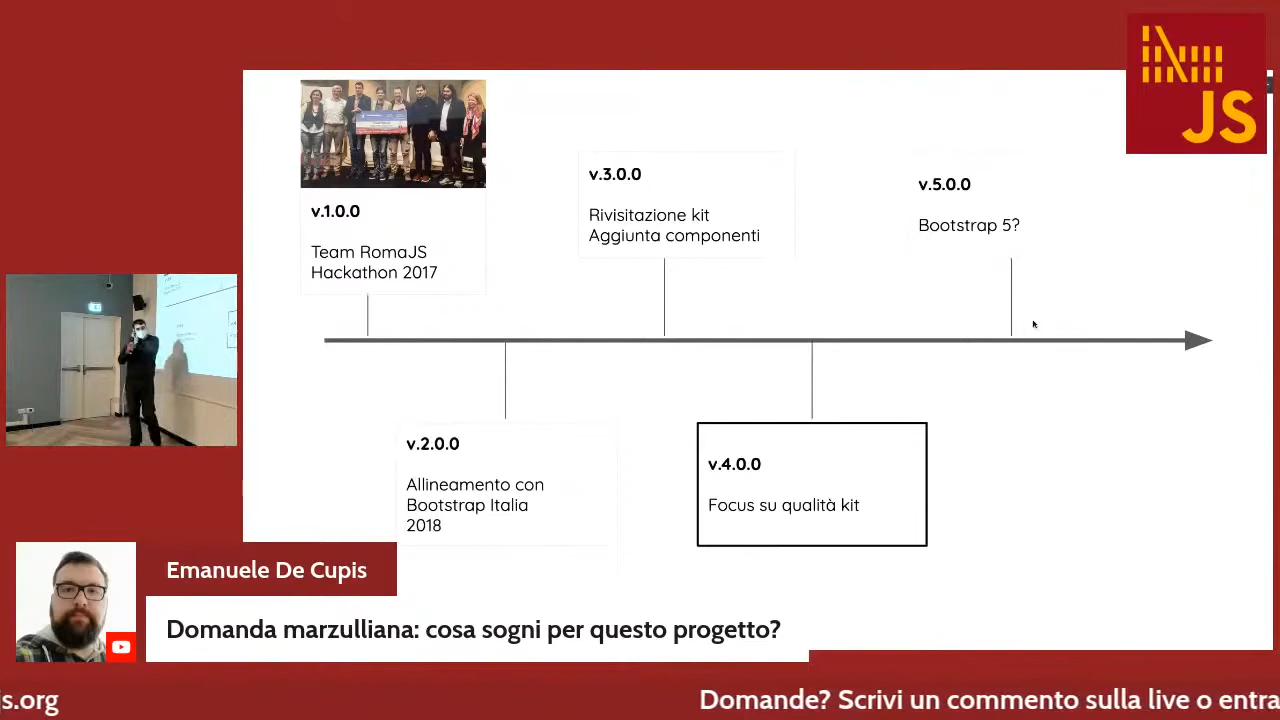 JS
v.1.0.0
Team RomaJS
Hackathon 2017
v.3.0.0
Rivisitazione kit
Aggiunta componenti
v.5.0.0
Bootstrap 5?
v.2.0.0
Allineamento con
Bootstrap Italia
2018
v.4.0.0
Focus su qualità kit
Emanuele De Cupis
Domanda marzulliana: cosa sogni per questo progetto?
js.org
Domande? Scrivi un commento sulla live o entra